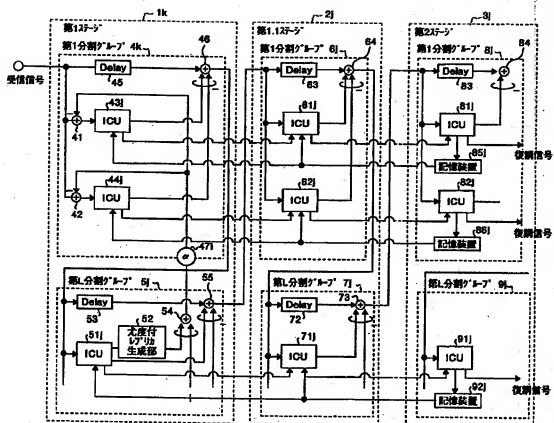 1k
2j
3j
第1ステージ
第1.1ステージ
第2ステージ
第1分割グループ 4k
46
第1分割グループ 6j
64
第1分割グループ 8j
84
受信信号
Delay
45
Delay
63
Delay
83
43j
ICU
41
61j
ICU
81j
ICU
復調信号
85j
記憶装置
44j
ICU
42
62j
ICU
82j
ICU
復調信号
86j
記憶装置
α
47i
第Lステージ分割グループ 5j
55
第L分割グループ 7j
73
第L分割グループ 9j
Delay
53
54
Delay
72
51j
ICU
52
尤度付
レプリカ
生成部
71j
ICU
91j
ICU
復調信号
92j
記憶装置